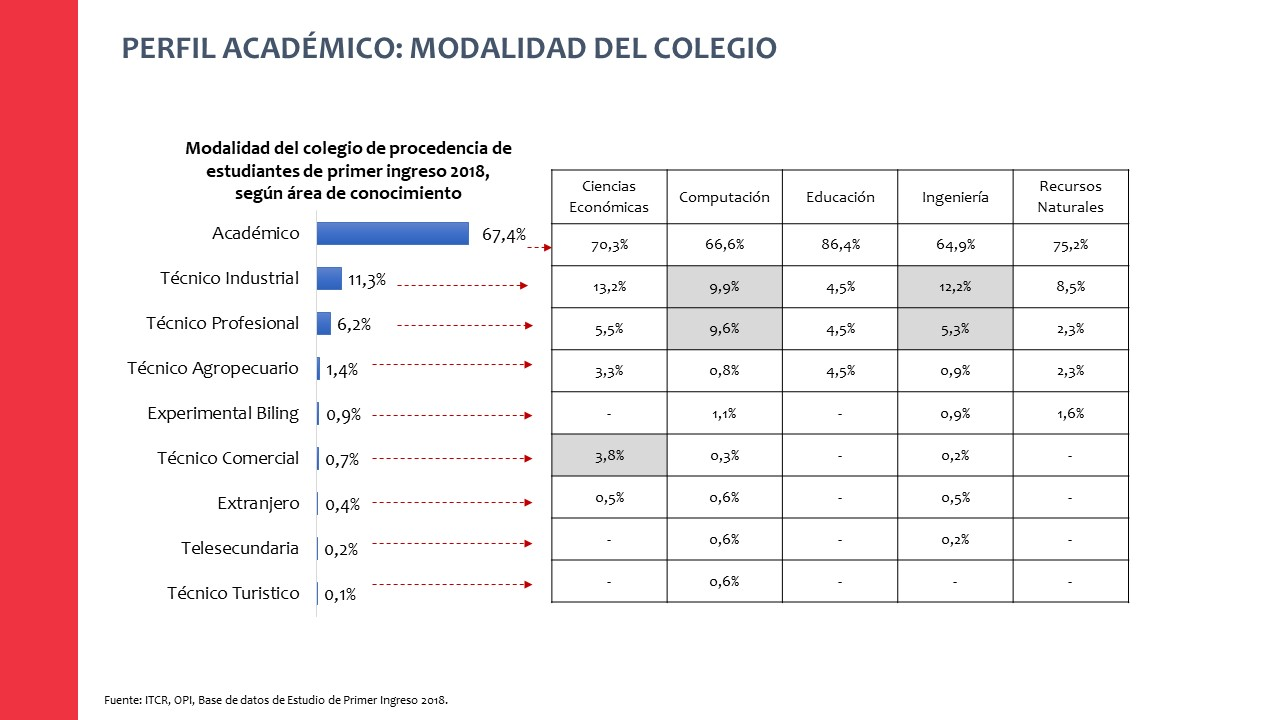 PERFIL ACADÉMICO: MODALIDAD DEL COLEGIO
Modalidad del colegio de procedencia de
estudiantes de primer ingreso 2018,
según área de conocimiento
Académico 67,4%
Técnico Industrial 11,3%
Técnico Profesional 6,2%
Técnico Agropecuario 1,4%
Experimental Biling 0,9%
Técnico Comercial 0,7%
Extranjero 0,4%
Telesecundaria 0,2%
Técnico Turistico 0,1%
Ciencias Económicas Computación Educación Ingeniería Recursos Naturales
70,3% 66,6% 86,4% 64,9% 75,2%
13,2% 9,9% 4,5% 12,2% 8,5%
5,5% 9,6% 4,5% 5,3% 2,3%
3,3% 0,8% 4,5% 0,9% 2,3%
- 1,1% - 0,9% 1,6%
3,8% 0,3% - 0,2% -
0,5% 0,6% - 0,5% -
- 0,6% - 0,2% -
- 0,6% - - -
Fuente: ITCR, OPI, Base de datos de Estudio de Primer Ingreso 2018.